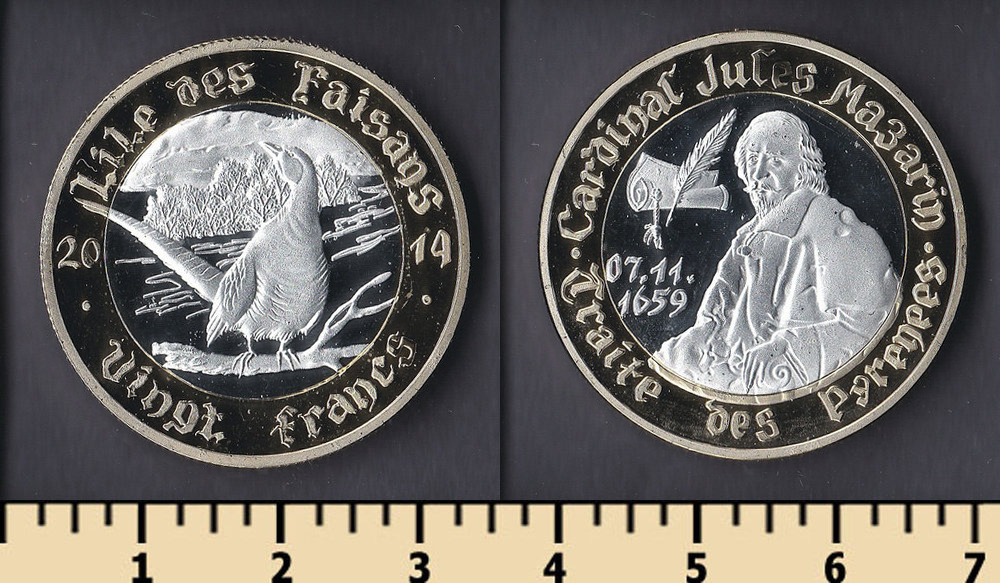 L'ile des Faisans
20 14
Vingt francs
Cardinal Jules Mazarin
07.11.
1659
Traite des Pyrenees
1 2 3 4 5 6 7